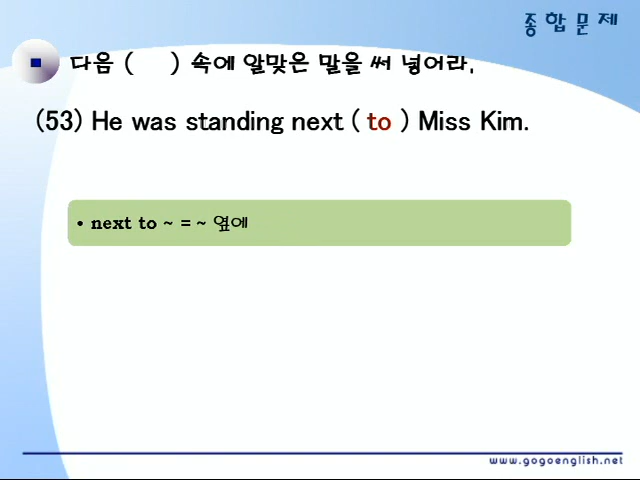 종합문제
다음 (    ) 속에 알맞은 말을 써 넣어라.
(53) He was standing next ( to ) Miss Kim.
• next to ~ = ~ 옆에
www.gogoenglish.net